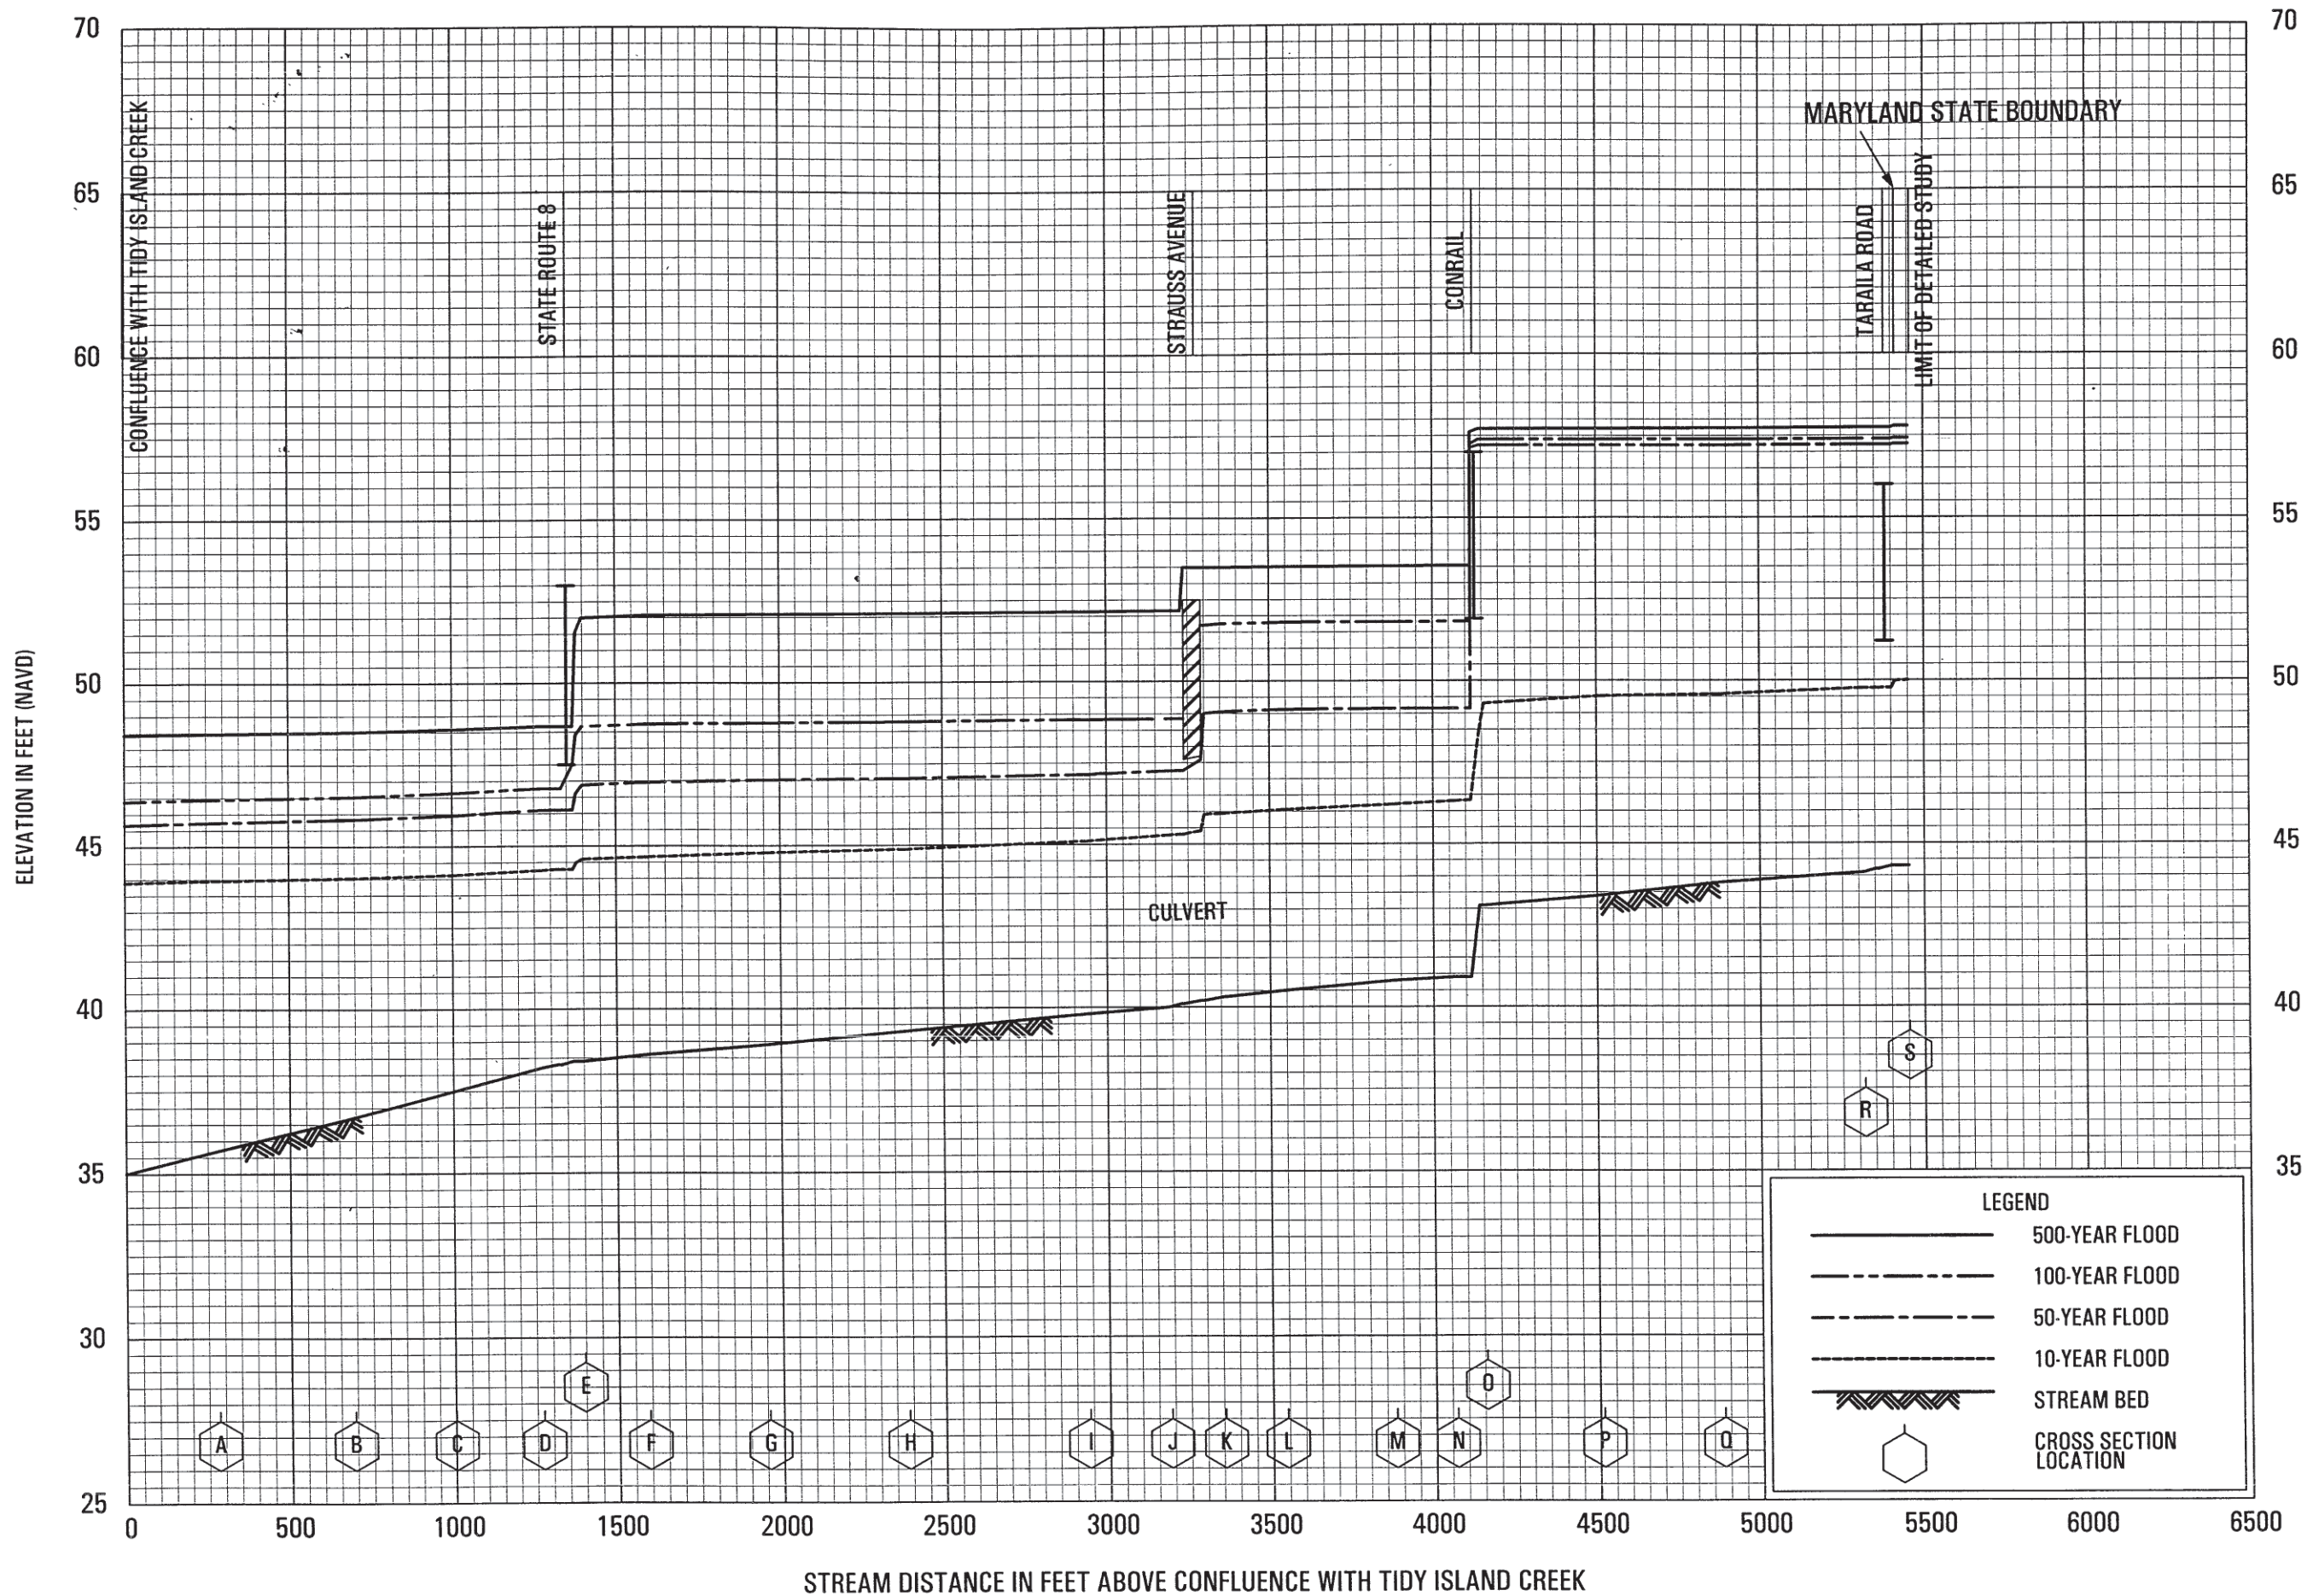 70
65
60
55
50
45
40
35
30
25
70
65
60
55
50
45
40
35
ELEVATION IN FEET (NAVD)
CONFLUENCE WITH TIDY ISLAND CREEK
STATE ROUTE 8
STRAUSS AVENUE
CONRAIL
TARAILA ROAD
MARYLAND STATE BOUNDARY
LIMIT OF DETAILED STUDY
CULVERT
A
B
C
D
E
F
G
H
I
J
K
L
M
N
O
P
Q
R
S
LEGEND
500-YEAR FLOOD
100-YEAR FLOOD
50-YEAR FLOOD
10-YEAR FLOOD
STREAM BED
CROSS SECTION
LOCATION
0 500 1000 1500 2000 2500 3000 3500 4000 4500 5000 5500 6000 6500
STREAM DISTANCE IN FEET ABOVE CONFLUENCE WITH TIDY ISLAND CREEK